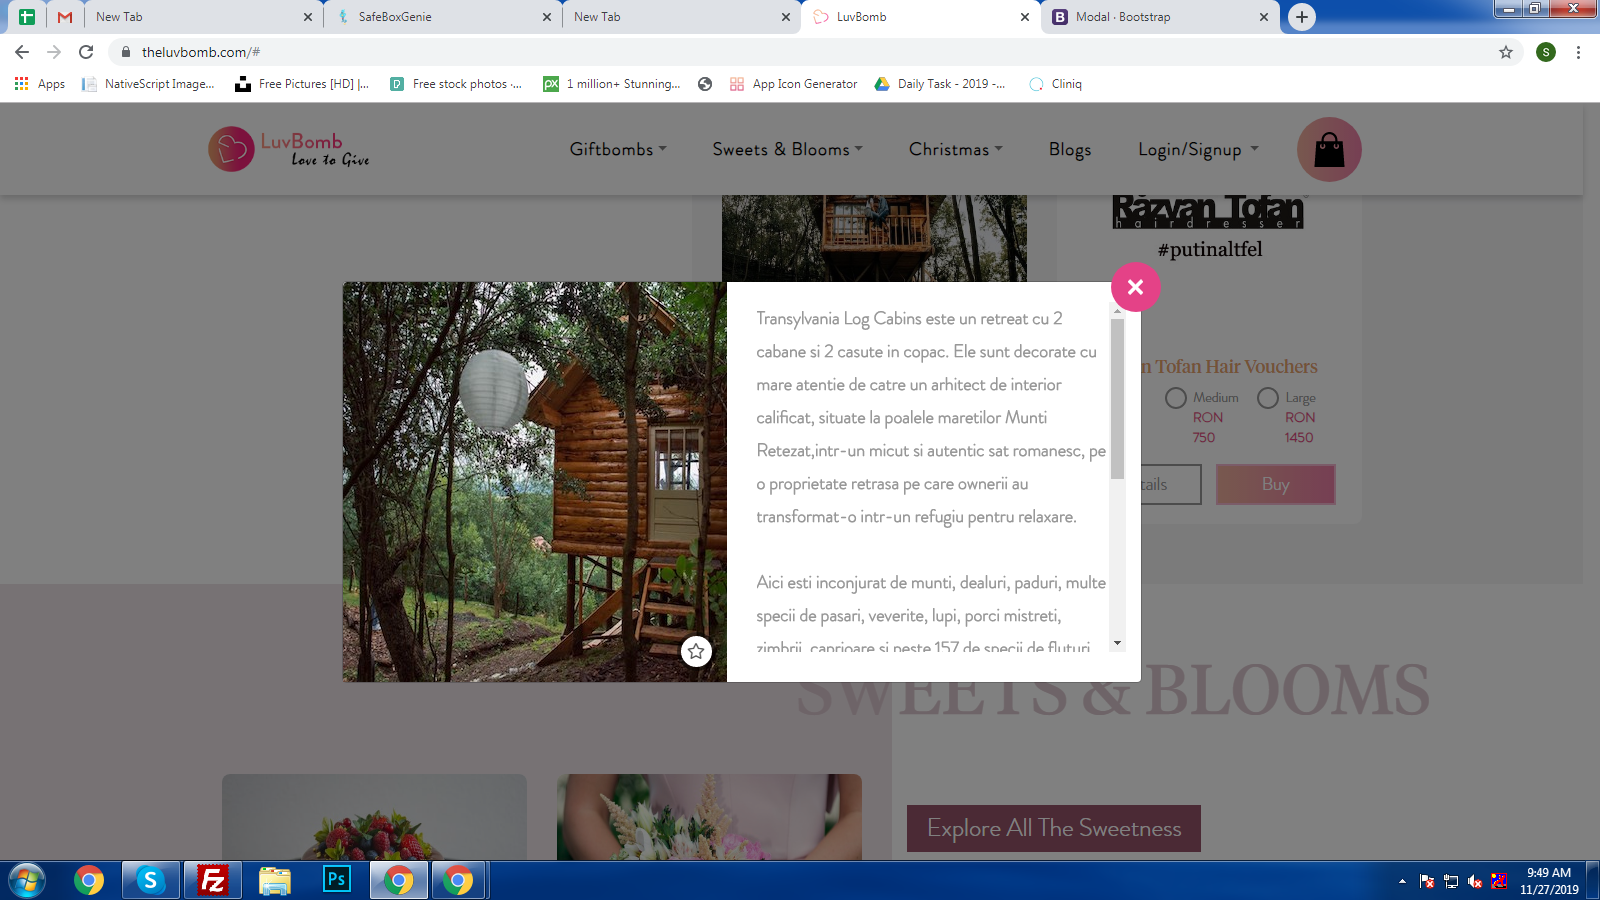 New Tab
SafeBoxGenie
New Tab
LuvBomb
Modal · Bootstrap
theluvbomb.com/#
S
Apps
NativeScript Image...
Free Pictures [HD] |...
Free stock photos ·...
px
1 million+ Stunning...
App Icon Generator
Daily Task - 2019 -...
Cliniq
LuvBomb
Love to Give
Giftbombs
Sweets & Blooms
Christmas
Blogs
Login/Signup
Răzvan Tofan
hairdresser
#putinaltfel
Transylvania Log Cabins este un retreat cu 2
cabane si 2 casute in copac. Ele sunt decorate cu
mare atentie de catre un arhitect de interior
calificat, situate la poalele maretilor Munti
Retezat,intr-un micut si autentic sat romanesc, pe
o proprietate retrasa pe care ownerii au
transformat-o intr-un refugiu pentru relaxare.
Aici esti inconjurat de munti, dealuri, paduri, multe
specii de pasari, veverite, lupi, porci mistreti,
zimbrii, caprioare si peste 157 de specii de fluturi
n Tofan Hair Vouchers
Medium
RON
750
Large
RON
1450
tails
Buy
SWEETS & BLOOMS
Explore All The Sweetness
Ps
9:49 AM
11/27/2019